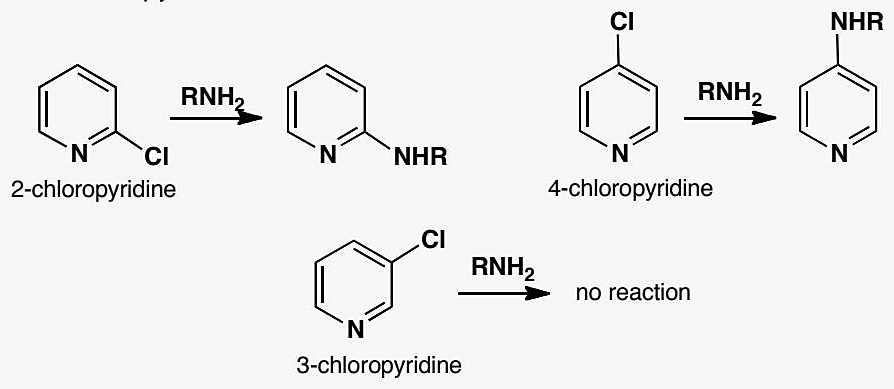 Cl
NHR
RNH2
RNH2
N
Cl
N
NHR
N
N
2-chloropyridine
4-chloropyridine
Cl
RNH2
no reaction
N
3-chloropyridine